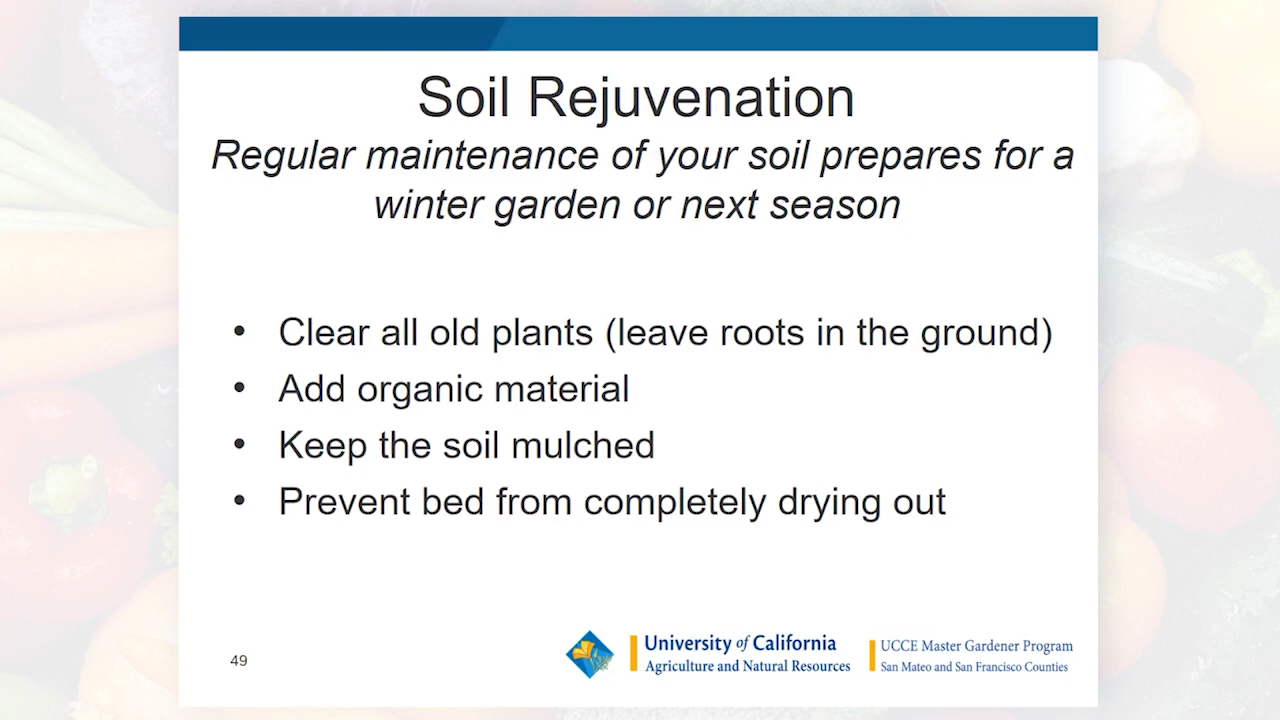 Soil Rejuvenation
Regular maintenance of your soil prepares for a
winter garden or next season
• Clear all old plants (leave roots in the ground)
• Add organic material
• Keep the soil mulched
• Prevent bed from completely drying out
49
University of California
Agriculture and Natural Resources
UCCE Master Gardener Program
San Mateo and San Francisco Counties